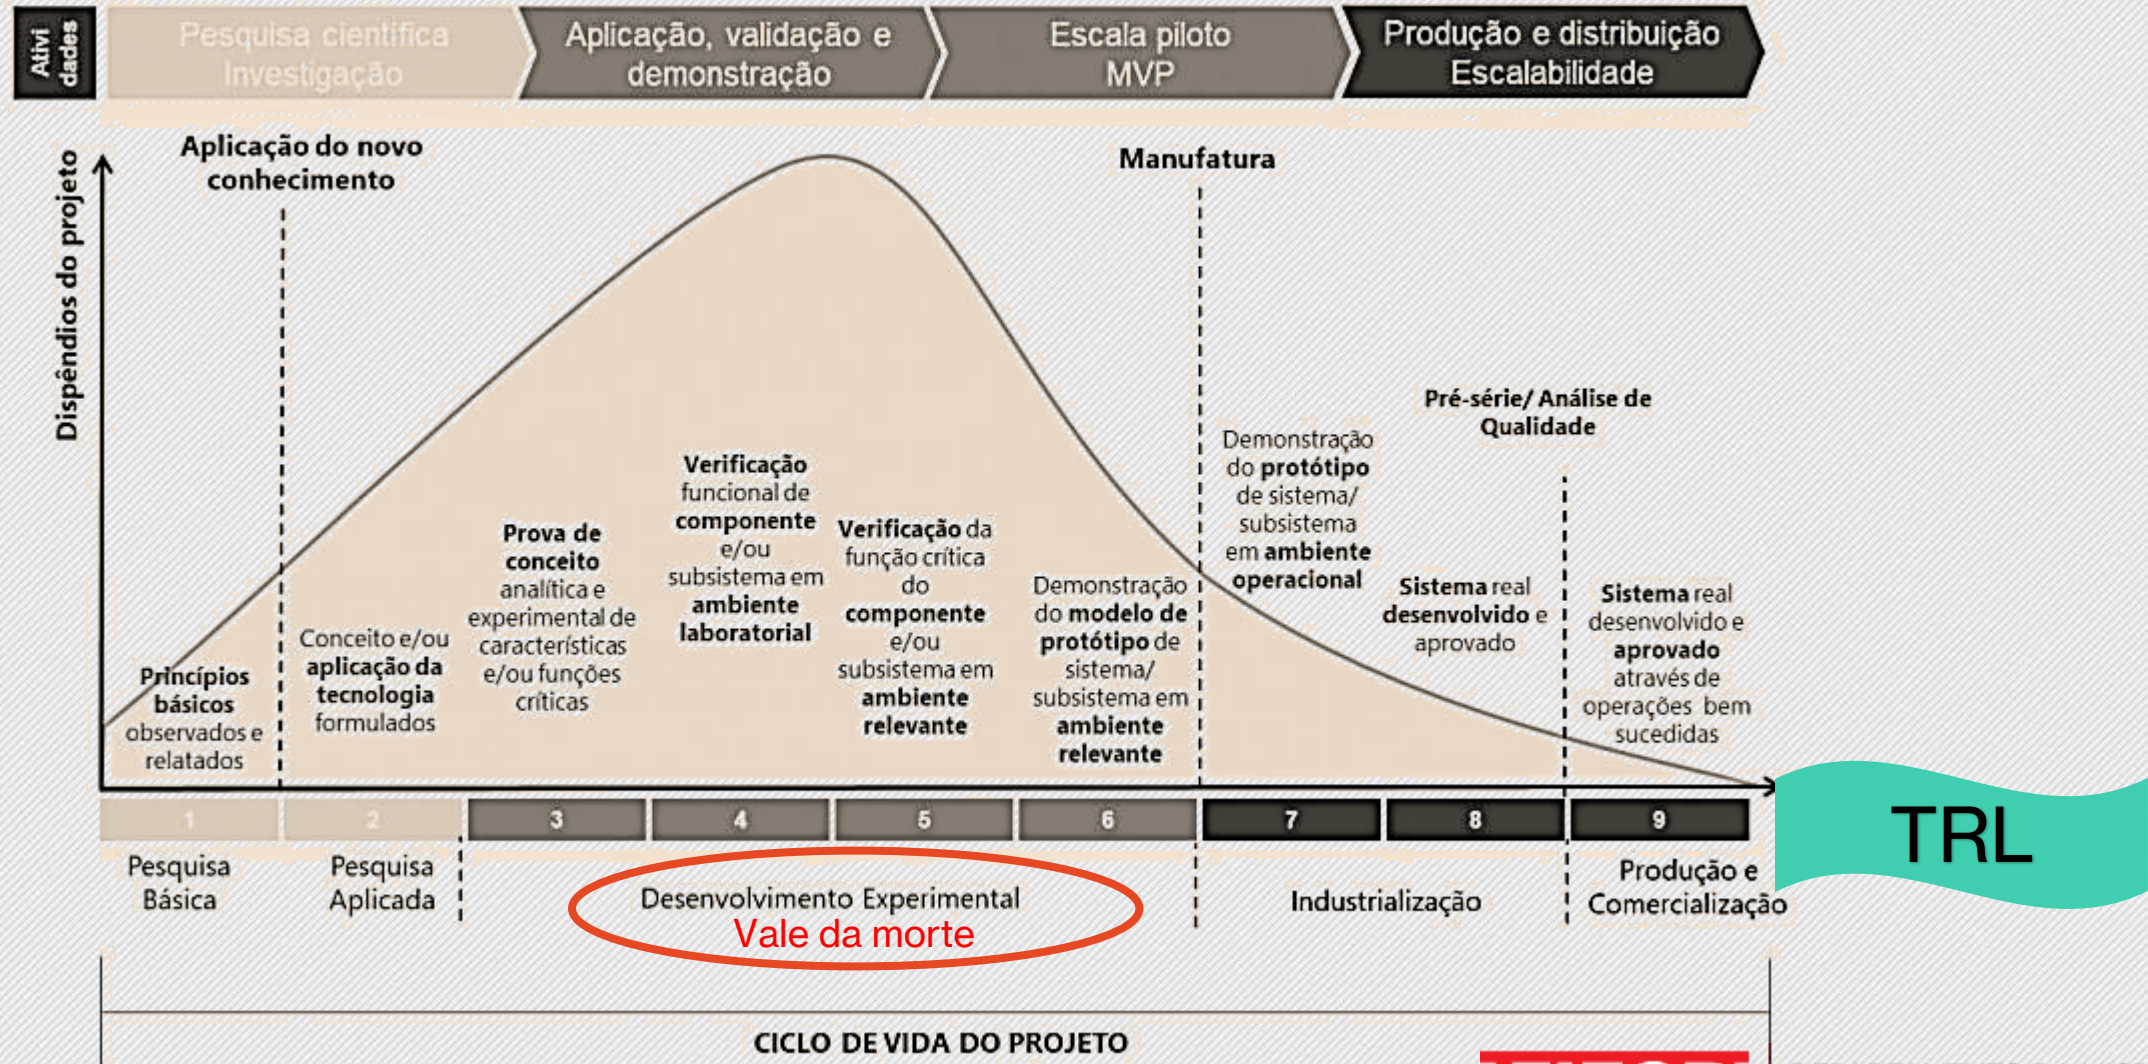 Ativi
dades
Pesquisa científica
Investigação
Aplicação, validação e
demonstração
Escala piloto
MVP
Produção e distribuição
Escalabilidade
Dispêndios do projeto
Aplicação do novo
conhecimento
Manufatura
Pré-série/ Análise de
Qualidade
Princípios
básicos
observados e
relatados
Conceito e/ou
aplicação da
tecnologia
formulados
Prova de
conceito
analítica e
experimental de
características
e/ou funções
críticas
Verificação
funcional de
componente
e/ou
subsistema em
ambiente
laboratorial
Verificação da
função crítica
do
componente
e/ou
subsistema em
ambiente
relevante
Demonstração
do modelo de
protótipo de
sistema/
subsistema em
ambiente
relevante
Demonstração
do protótipo
de sistema/
subsistema
em ambiente
operacional
Sistema real
desenvolvido e
aprovado
Sistema real
desenvolvido e
aprovado
através de
operações bem
sucedidas
1 2 3 4 5 6 7 8 9
TRL
Pesquisa
Básica
Pesquisa
Aplicada
Desenvolvimento Experimental
Vale da morte
Industrialização
Produção e
Comercialização
CICLO DE VIDA DO PROJETO